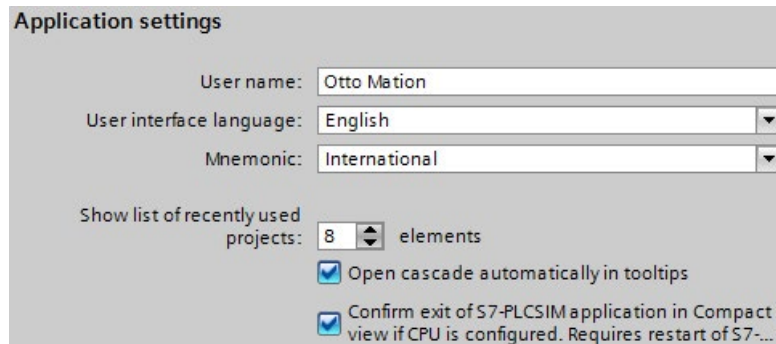 Application settings
User name: Otto Mation
User interface language: English
Mnemonic: International
Show list of recently used
projects: 8 elements
Open cascade automatically in tooltips
Confirm exit of S7-PLCSIM application in Compact
view if CPU is configured. Requires restart of S7-...